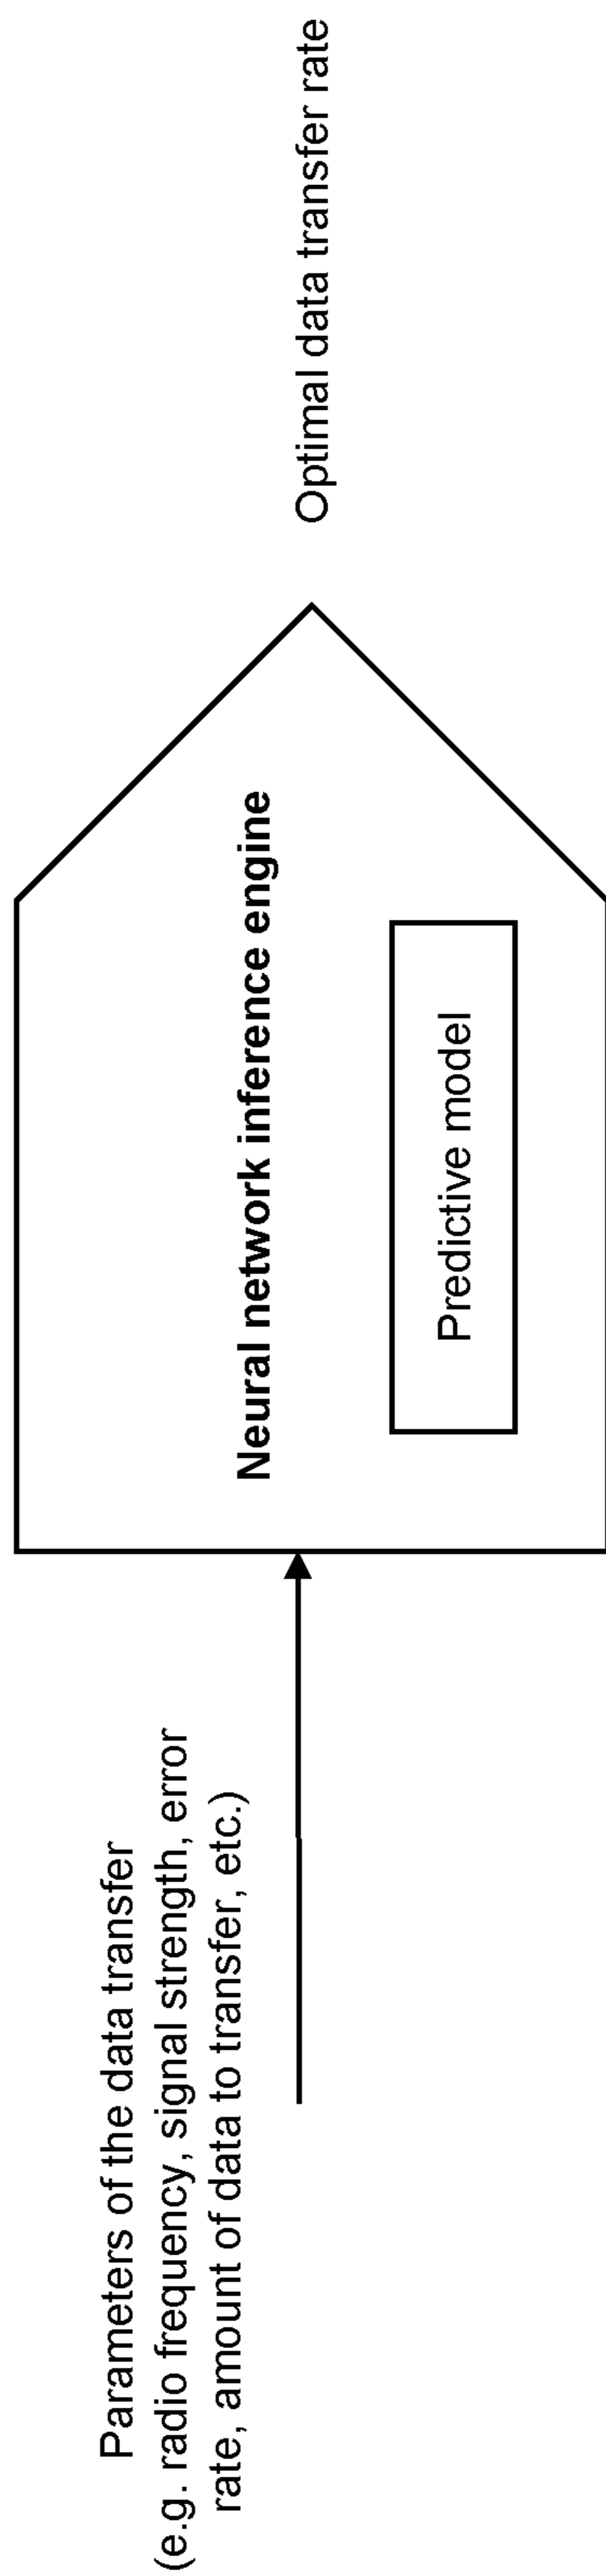 Parameters of the data transfer
(e.g. radio frequency, signal strength, error
rate, amount of data to transfer, etc.)
Neural network inference engine
Predictive model
Optimal data transfer rate